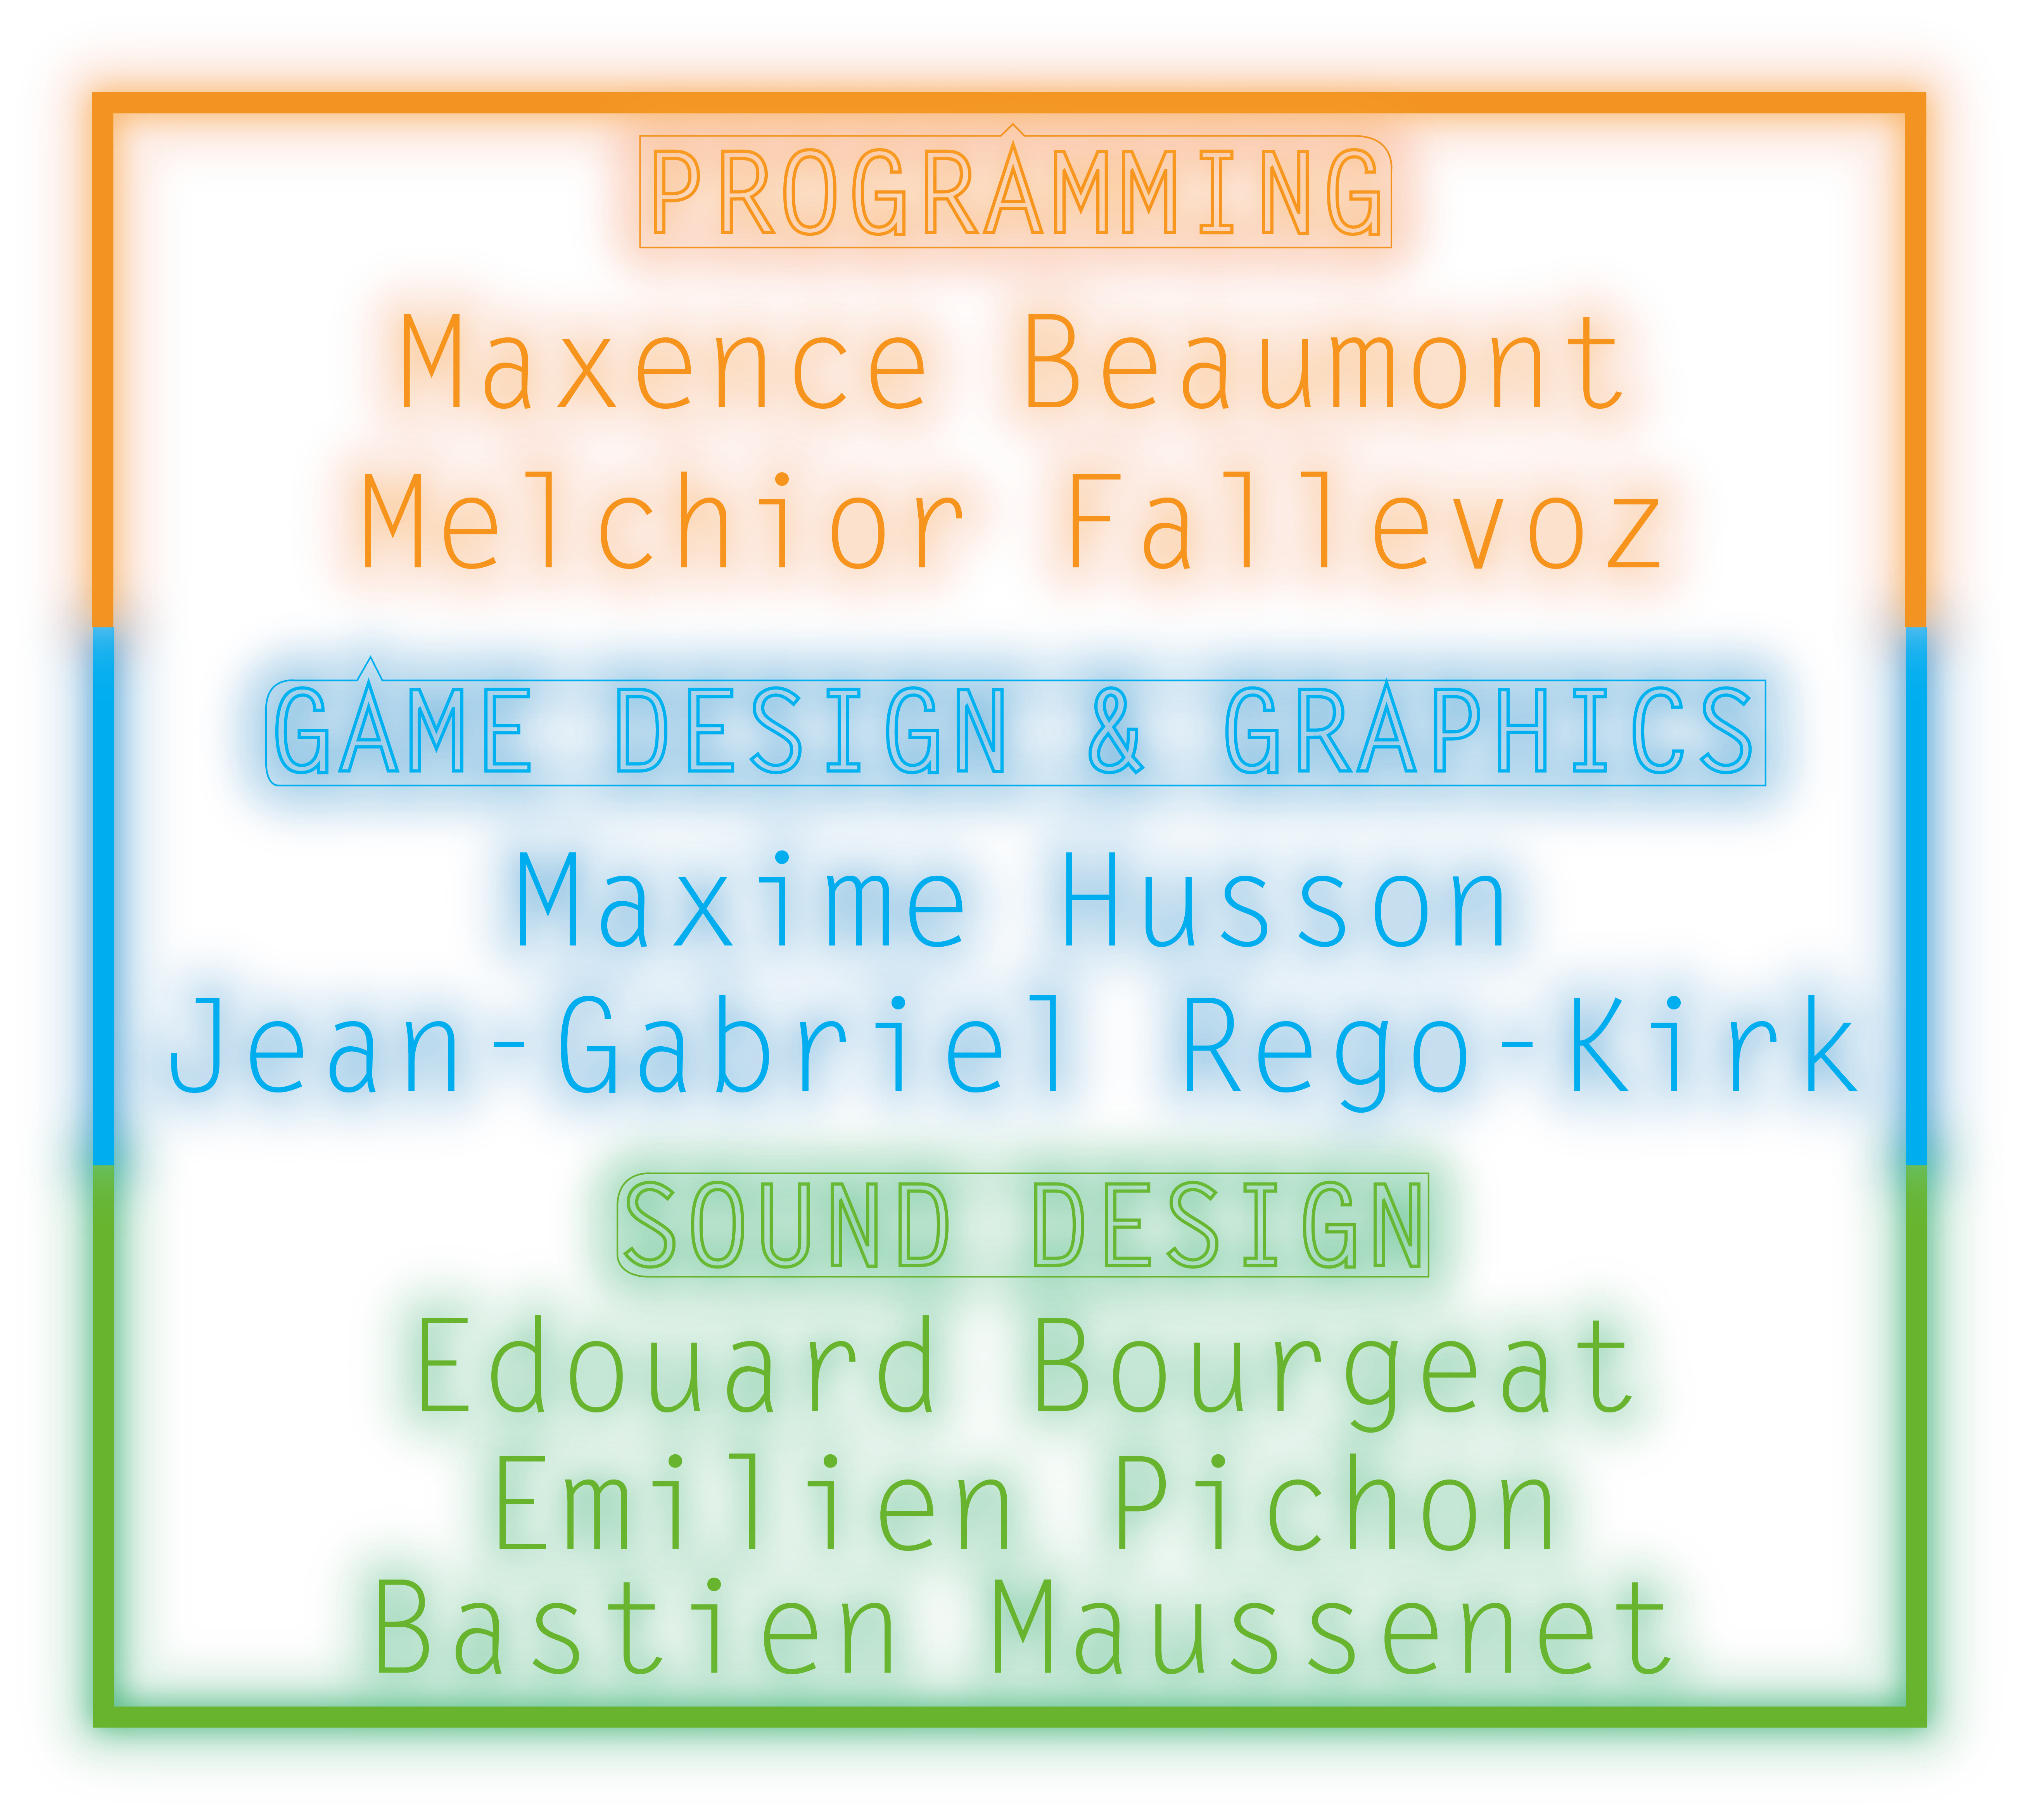 PROGRAMMING
Maxence Beaumont
Melchior Fallevoz
GAME DESIGN & GRAPHICS
Maxime Husson
Jean-Gabriel Rego-Kirk
SOUND DESIGN
Edouard Bourgeat
Emilien Pichon
Bastien Maussenet